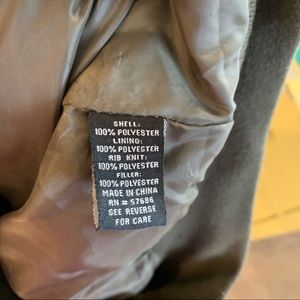 SHELL:
100% POLYESTER
LINING:
100% POLYESTER
RIB KNIT:
100% POLYESTER
FILLER:
100% POLYESTER
MADE IN CHINA
RN # 57686
SEE REVERSE
FOR CARE